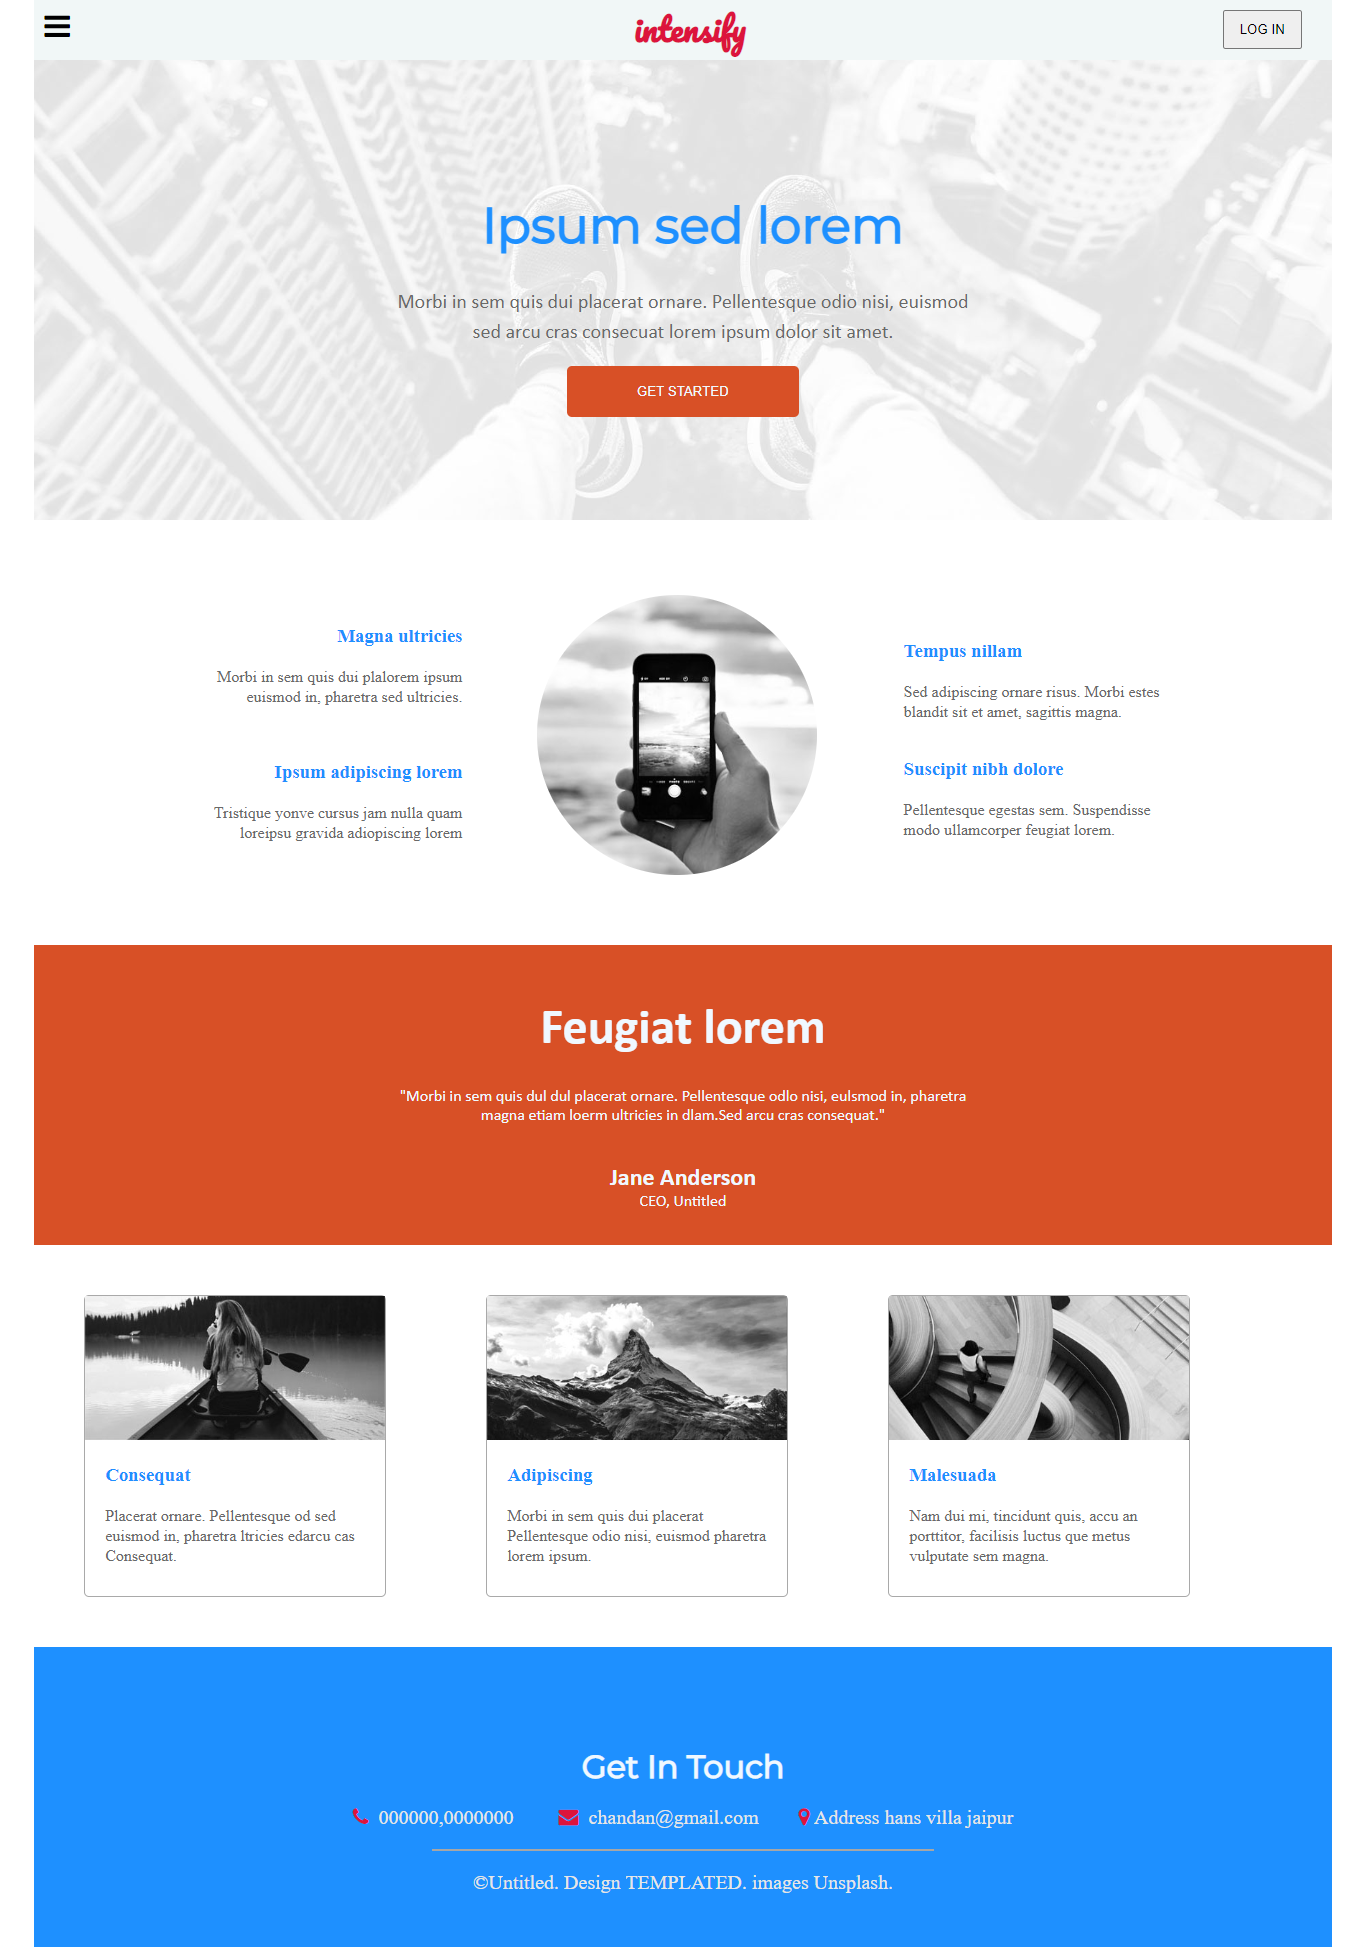 intensify
LOG IN
Ipsum sed lorem
Morbi in sem quis dui placerat ornare. Pellentesque odio nisi, euismod
sed arcu cras consecuat lorem ipsum dolor sit amet.
GET STARTED
Magna ultricies
Morbi in sem quis dui plalorem ipsum
euismod in, pharetra sed ultricies.
Ipsum adipiscing lorem
Tristique yonve cursus jam nulla quam
loreipsu gravida adiopiscing lorem
Tempus nillam
Sed adipiscing ornare risus. Morbi estes
blandit sit et amet, sagittis magna.
Suscipit nibh dolore
Pellentesque egestas sem. Suspendisse
modo ullamcorper feugiat lorem.
Feugiat lorem
"Morbi in sem quis dul dul placerat ornare. Pellentesque odlo nisi, eulsmod in, pharetra
magna etiam loerm ultricies in dlam.Sed arcu cras consequat."
Jane Anderson
CEO, Untitled
Consequat
Placerat ornare. Pellentesque od sed
euismod in, pharetra ltricies edarcu cas
Consequat.
Adipiscing
Morbi in sem quis dui placerat
Pellentesque odio nisi, euismod pharetra
lorem ipsum.
Malesuada
Nam dui mi, tincidunt quis, accu an
porttitor, facilisis luctus que metus
vulputate sem magna.
Get In Touch
000000,0000000 chandan@gmail.com Address hans villa jaipur
©Untitled. Design TEMPLATED. images Unsplash.